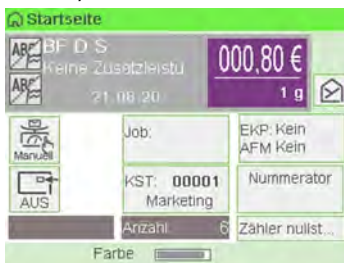 Startseite
BF D S
Keine Zusatzleistu
21 08 20
000,80 €
1 g
Manuell
Job:
EKP: Kein
AFM Kein
AUS
KST: 00001
Marketing
Nummerator
Anzahl 6
Zähler nullst...
Farbe